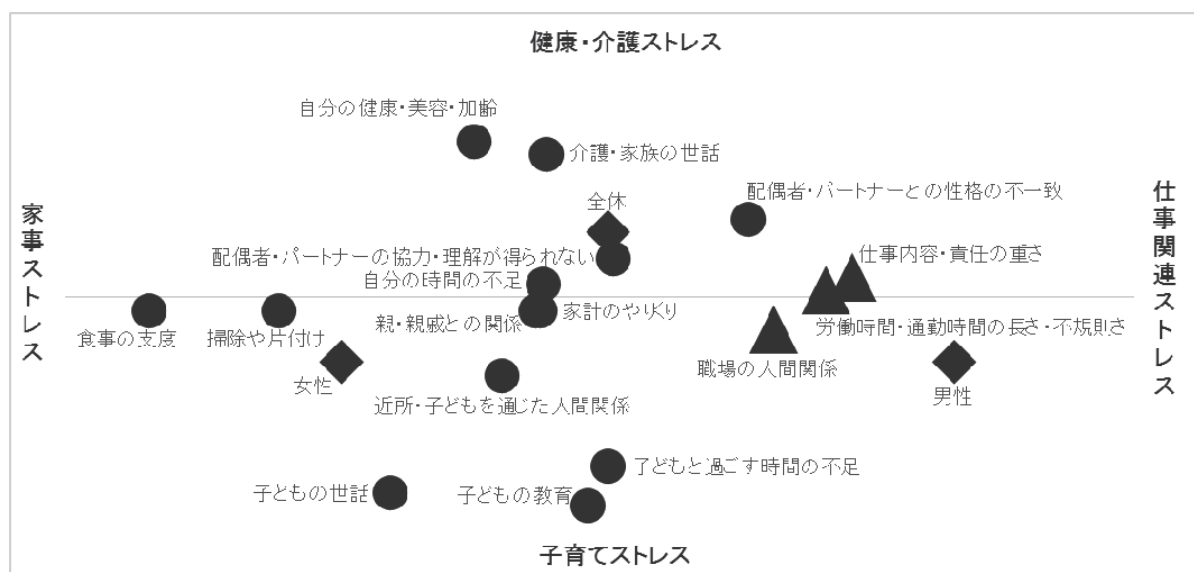 健康・介護ストレス
自分の健康・美容・加齢
介護・家族の世話
配偶者・パートナーとの性格の不一致
全休
家事ストレス
仕事関連ストレス
配偶者・パートナーの協力・理解が得られない
仕事内容・責任の重さ
自分の時間の不足
家計のやりくり
親・親戚との関係
労働時間・通勤時間の長さ・不規則さ
食事の支度
掃除や片付け
職場の人間関係
女性
男性
近所・子どもを通じた人間関係
了どもと過ごす時間の不足
子どもの世話
子どもの教育
子育てストレス